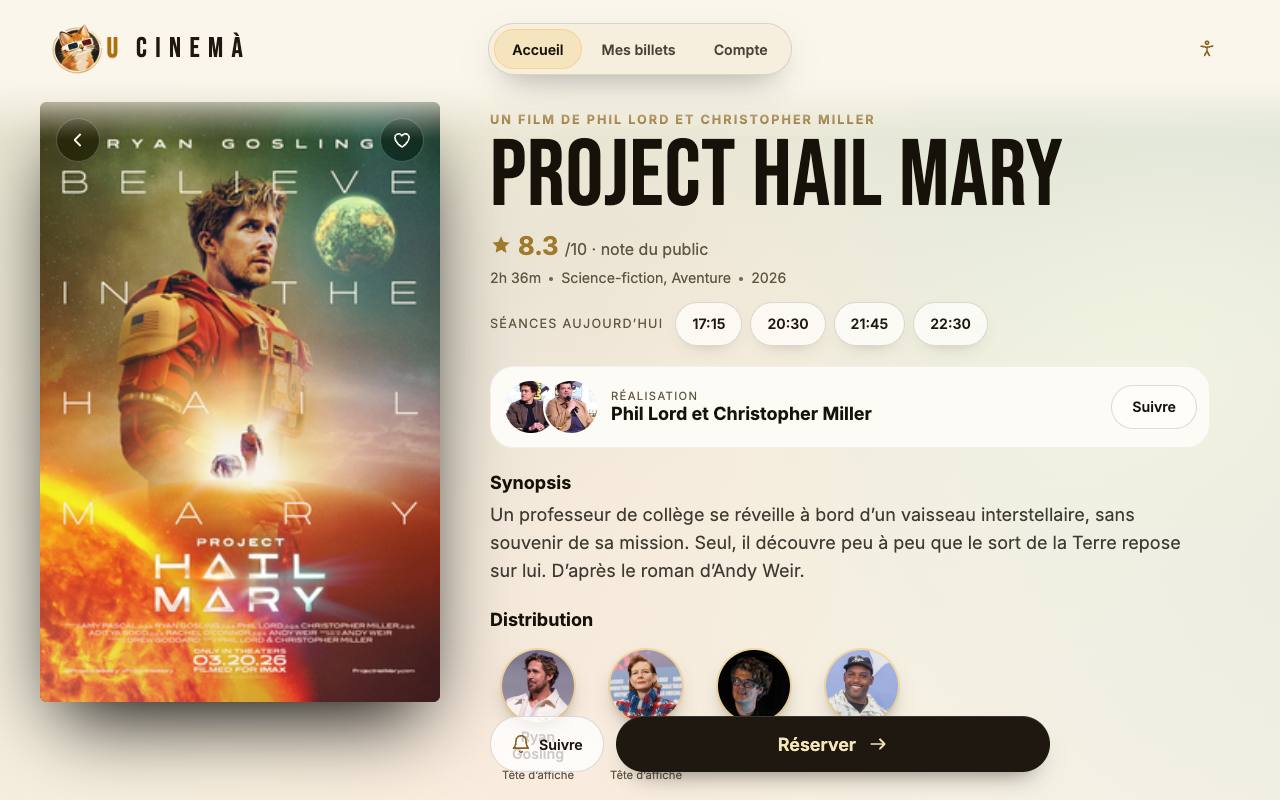 U CINEMÀ
Accueil
Mes billets
Compte
RYAN GOSLING
BELIEVE
IN THE
HAIL
MARY
PROJECT
HAIL
MARY
ONLY IN THEATERS
03.20.26
FILMED FOR IMAX
UN FILM DE PHIL LORD ET CHRISTOPHER MILLER
PROJECT HAIL MARY
8.3 /10 · note du public
2h 36m • Science-fiction, Aventure • 2026
SÉANCES AUJOURD’HUI 17:15 20:30 21:45 22:30
RÉALISATION
Phil Lord et Christopher Miller
Suivre
Synopsis
Un professeur de collège se réveille à bord d’un vaisseau interstellaire, sans
souvenir de sa mission. Seul, il découvre peu à peu que le sort de la Terre repose
sur lui. D’après le roman d’Andy Weir.
Distribution
Ryan
Gosling
Suivre
Réserver
Tête d’affiche
Tête d’affiche